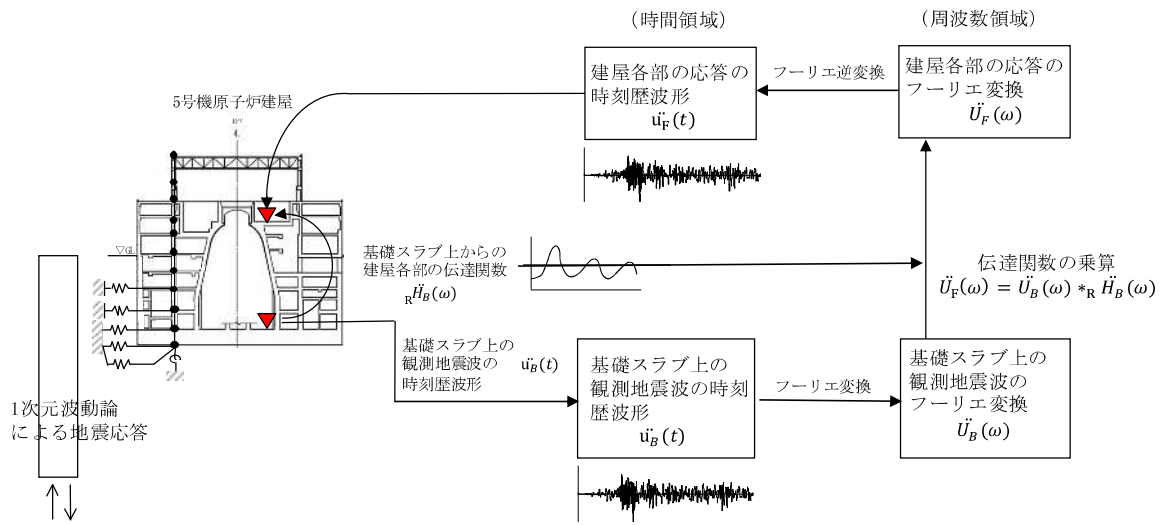 （時間領域）
（周波数領域）
建屋各部の応答の
時刻歴波形
ü_F(t)
フーリエ逆変換
建屋各部の応答の
フーリエ変換
Ü_F(ω)
5号機原子炉建屋
RPV
℄
▽GL
基礎スラブ上からの
建屋各部の伝達関数
_RḦ_B(ω)
伝達関数の乗算
Ü_F(ω) = Ü_B(ω) *_R Ḧ_B(ω)
基礎スラブ上の
観測地震波の
時刻歴波形
ü_B(t)
基礎スラブ上の
観測地震波の時刻
歴波形
ü_B(t)
フーリエ変換
基礎スラブ上の
観測地震波の
フーリエ変換
Ü_B(ω)
1次元波動論
による地震応答